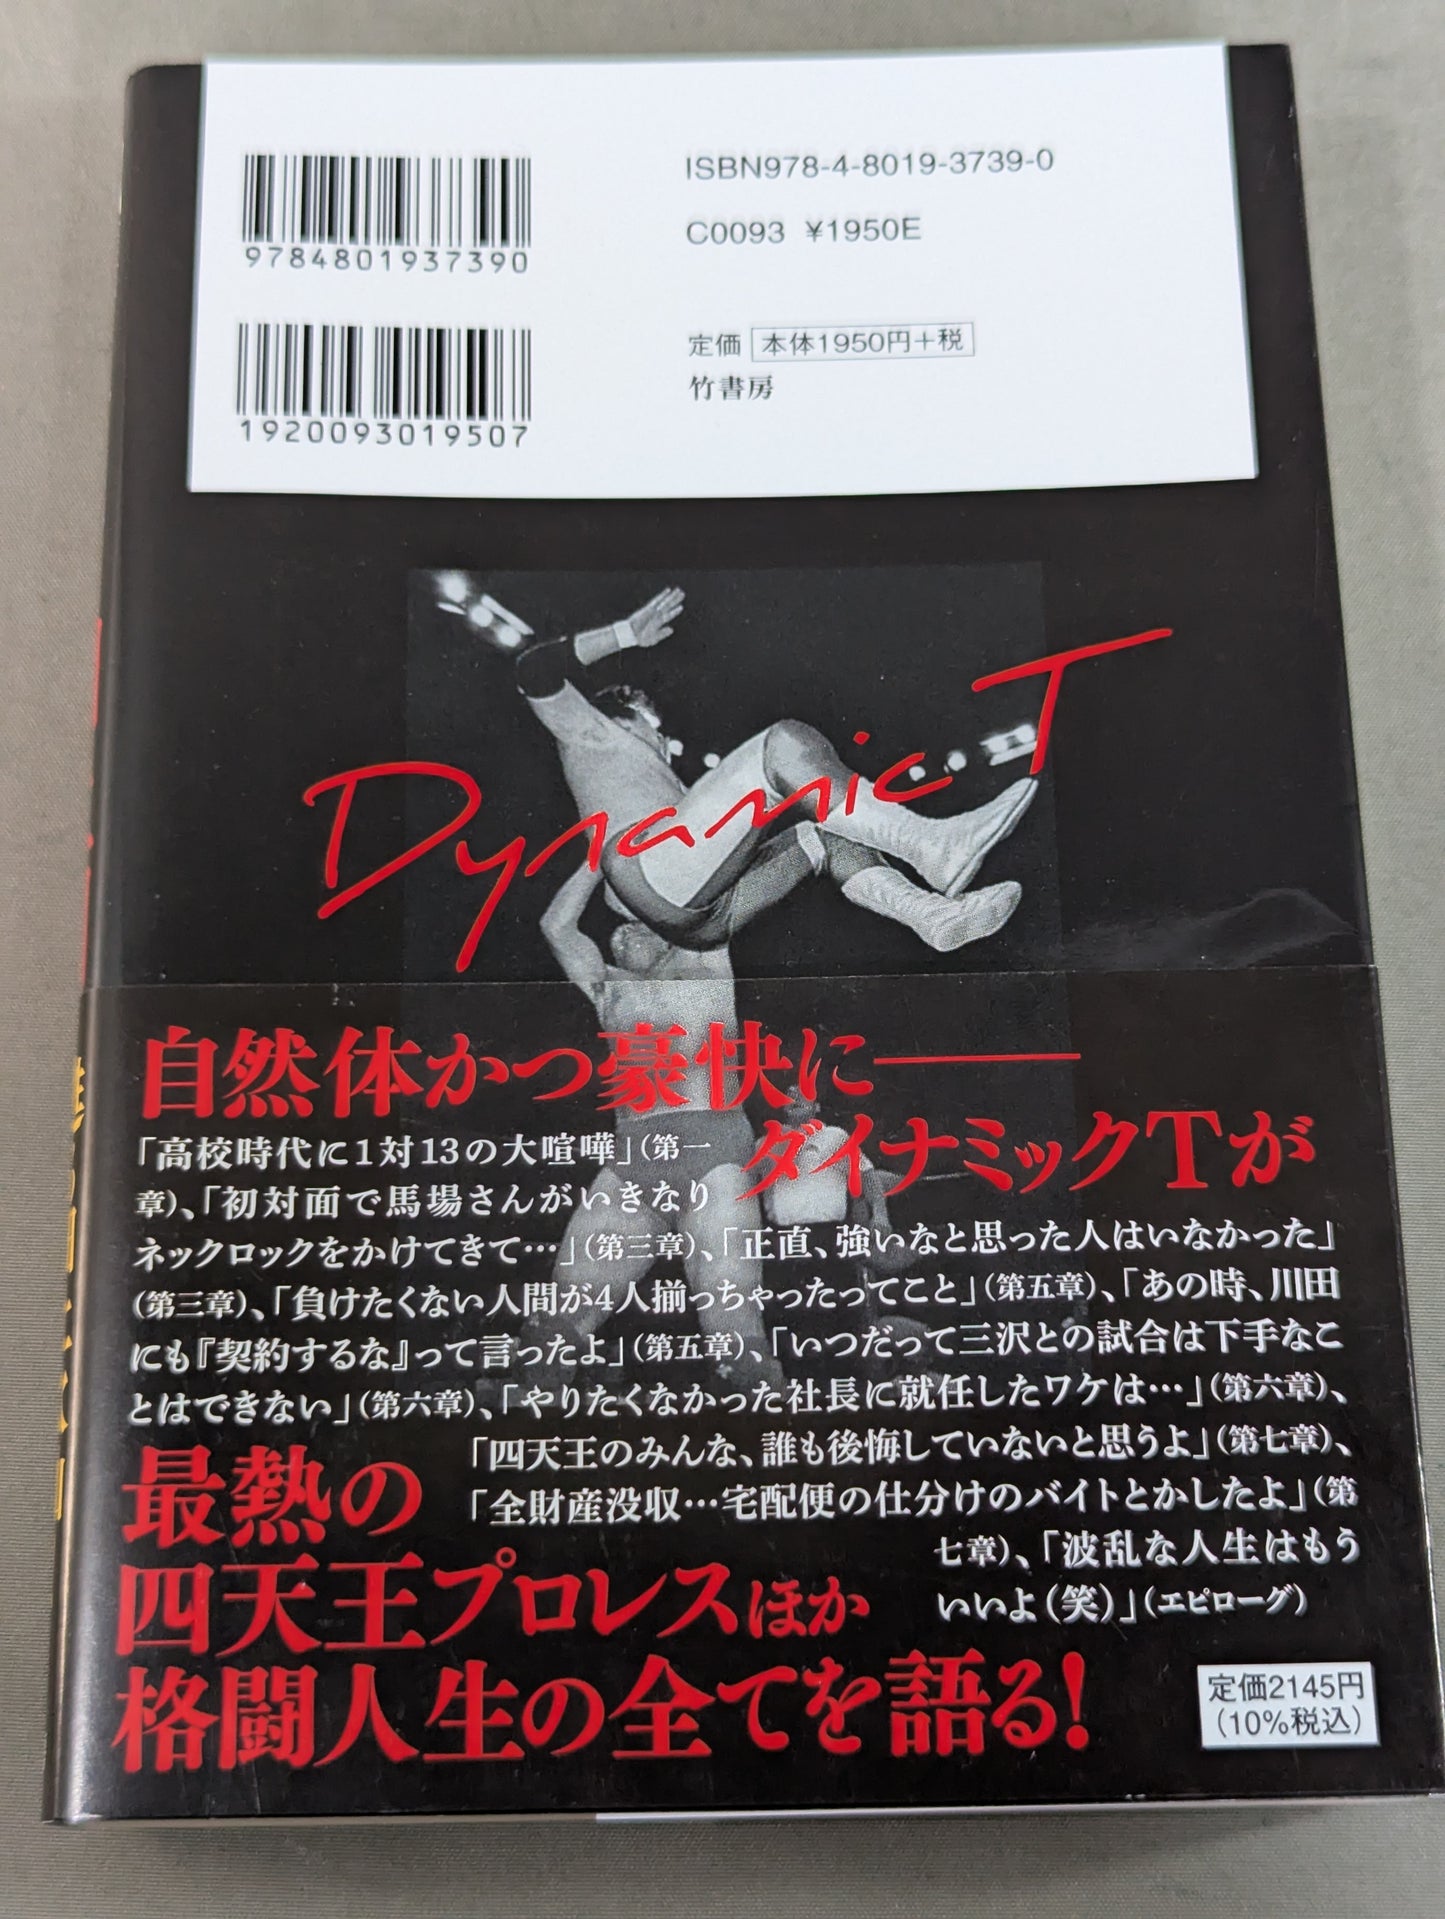 9784801937390
1920093019507
ISBN978-4-8019-3739-0
C0093 ¥1950E
定価 本体1950円+税
竹書房
Dynamic T
自然体かつ豪快に――
ダイナミックTが
「高校時代に1対13の大喧嘩」(第一
章)、「初対面で馬場さんがいきなり
ネックロックをかけてきて…」(第三章)、「正直、強いなと思った人はいなかった」
(第三章)、「負けたくない人間が4人揃っちゃったってこと」(第五章)、「あの時、川田
にも『契約するな』って言ったよ」(第五章)、「いつだって三沢との試合は下手なこ
とはできない」(第六章)、「やりたくなかった社長に就任したワケは…」(第六章)、
「四天王のみんな、誰も後悔していないと思うよ」(第七章)、
「全財産没収…宅配便の仕分けのバイトとかしたよ」(第
七章)、「波乱な人生はもう
いいよ(笑)」(エピローグ)
最熱の
四天王プロレスほか
格闘人生の全てを語る!
定価2145円
(10%税込)